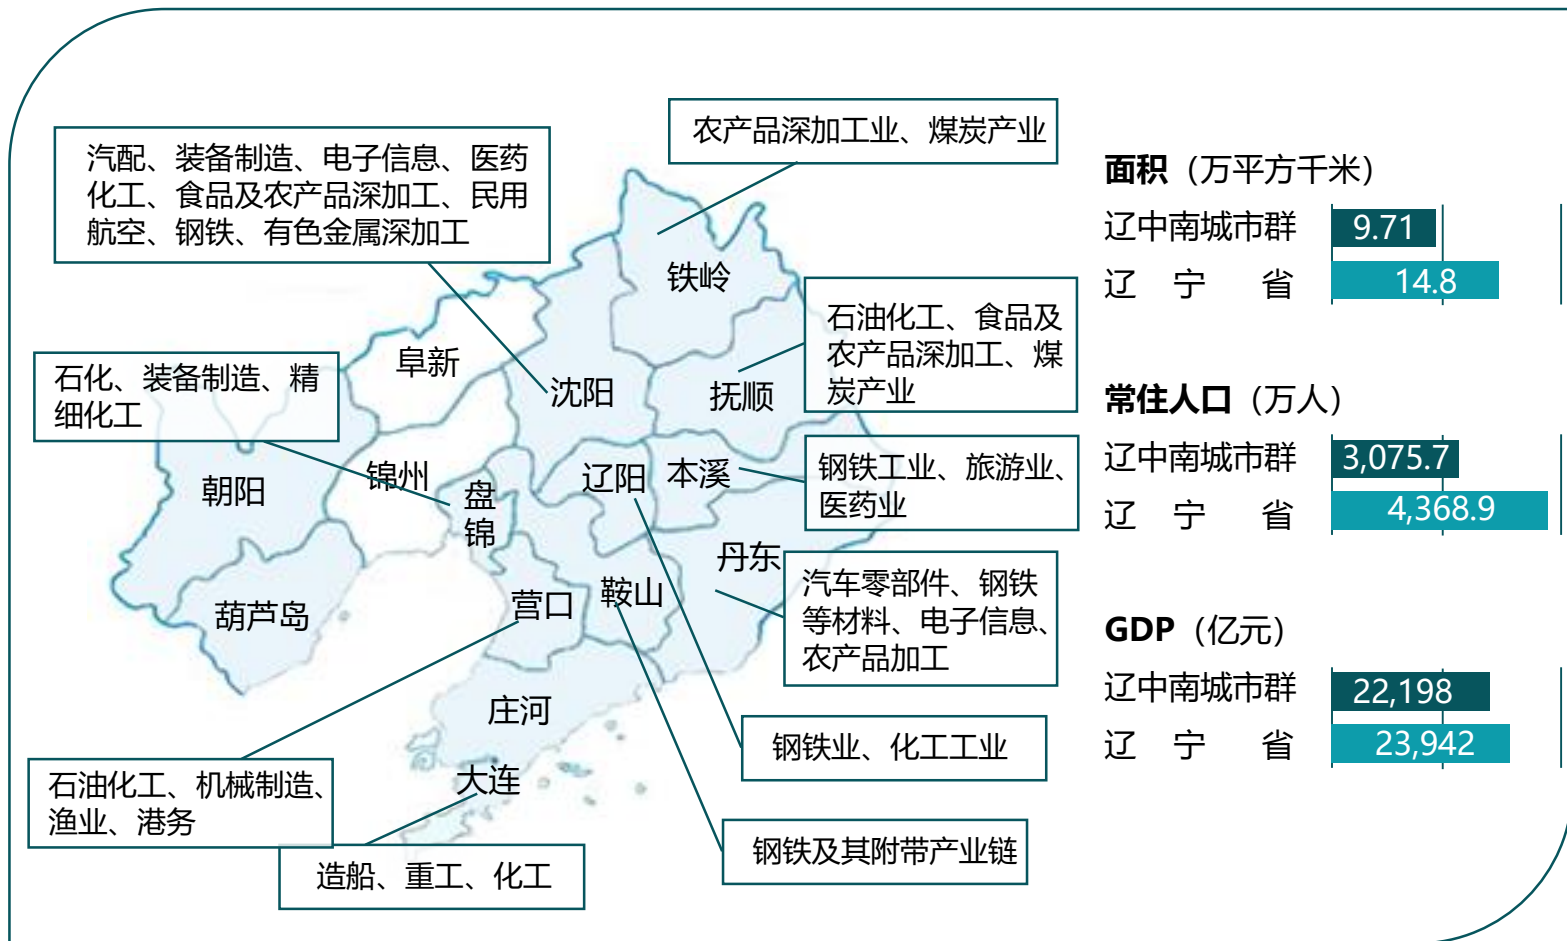 农产品深加工业、煤炭产业
汽配、装备制造、电子信息、医药
化工、食品及农产品深加工、民用
航空、钢铁、有色金属深加工
石油化工、食品及
农产品深加工、煤
炭产业
石化、装备制造、精
细化工
钢铁工业、旅游业、
医药业
汽车零部件、钢铁
等材料、电子信息、
农产品加工
钢铁业、化工工业
石油化工、机械制造、
渔业、港务
钢铁及其附带产业链
造船、重工、化工
铁岭
阜新
沈阳
抚顺
朝阳
锦州
盘
锦
辽阳
本溪
丹东
葫芦岛
营口
鞍山
庄河
大连
面积（万平方千米）
辽中南城市群 9.71
辽宁省 14.8
常住人口（万人）
辽中南城市群 3,075.7
辽宁省 4,368.9
GDP（亿元）
辽中南城市群 22,198
辽宁省 23,942